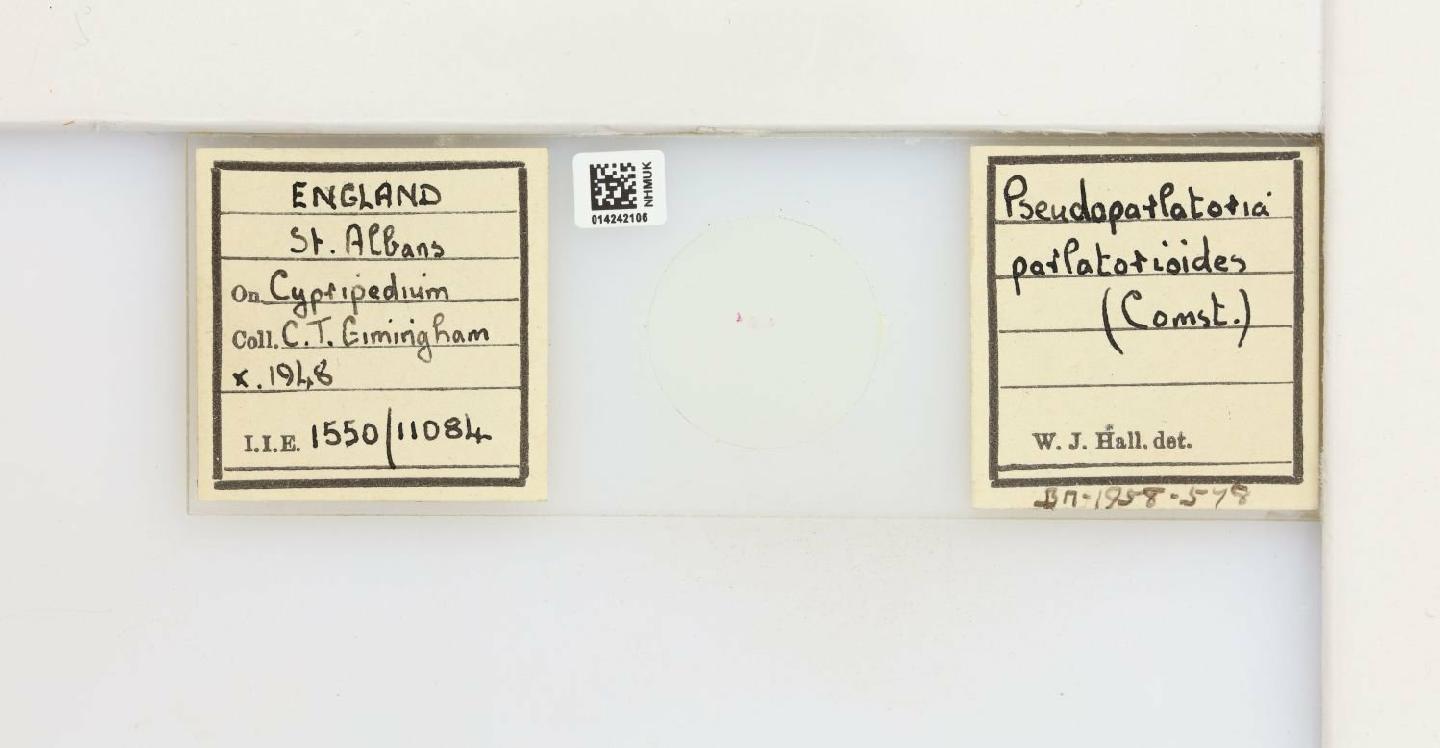 ENGLAND
St. Albans
On Cypripedium
Coll. C. T. Gimingham
x. 1948
I.I.E. 1550/11084
NHMUK
014242106
Pseudoparlatoria
parlatorioides
(Comst.)
W. J. Hall. det.
BM-1958-578